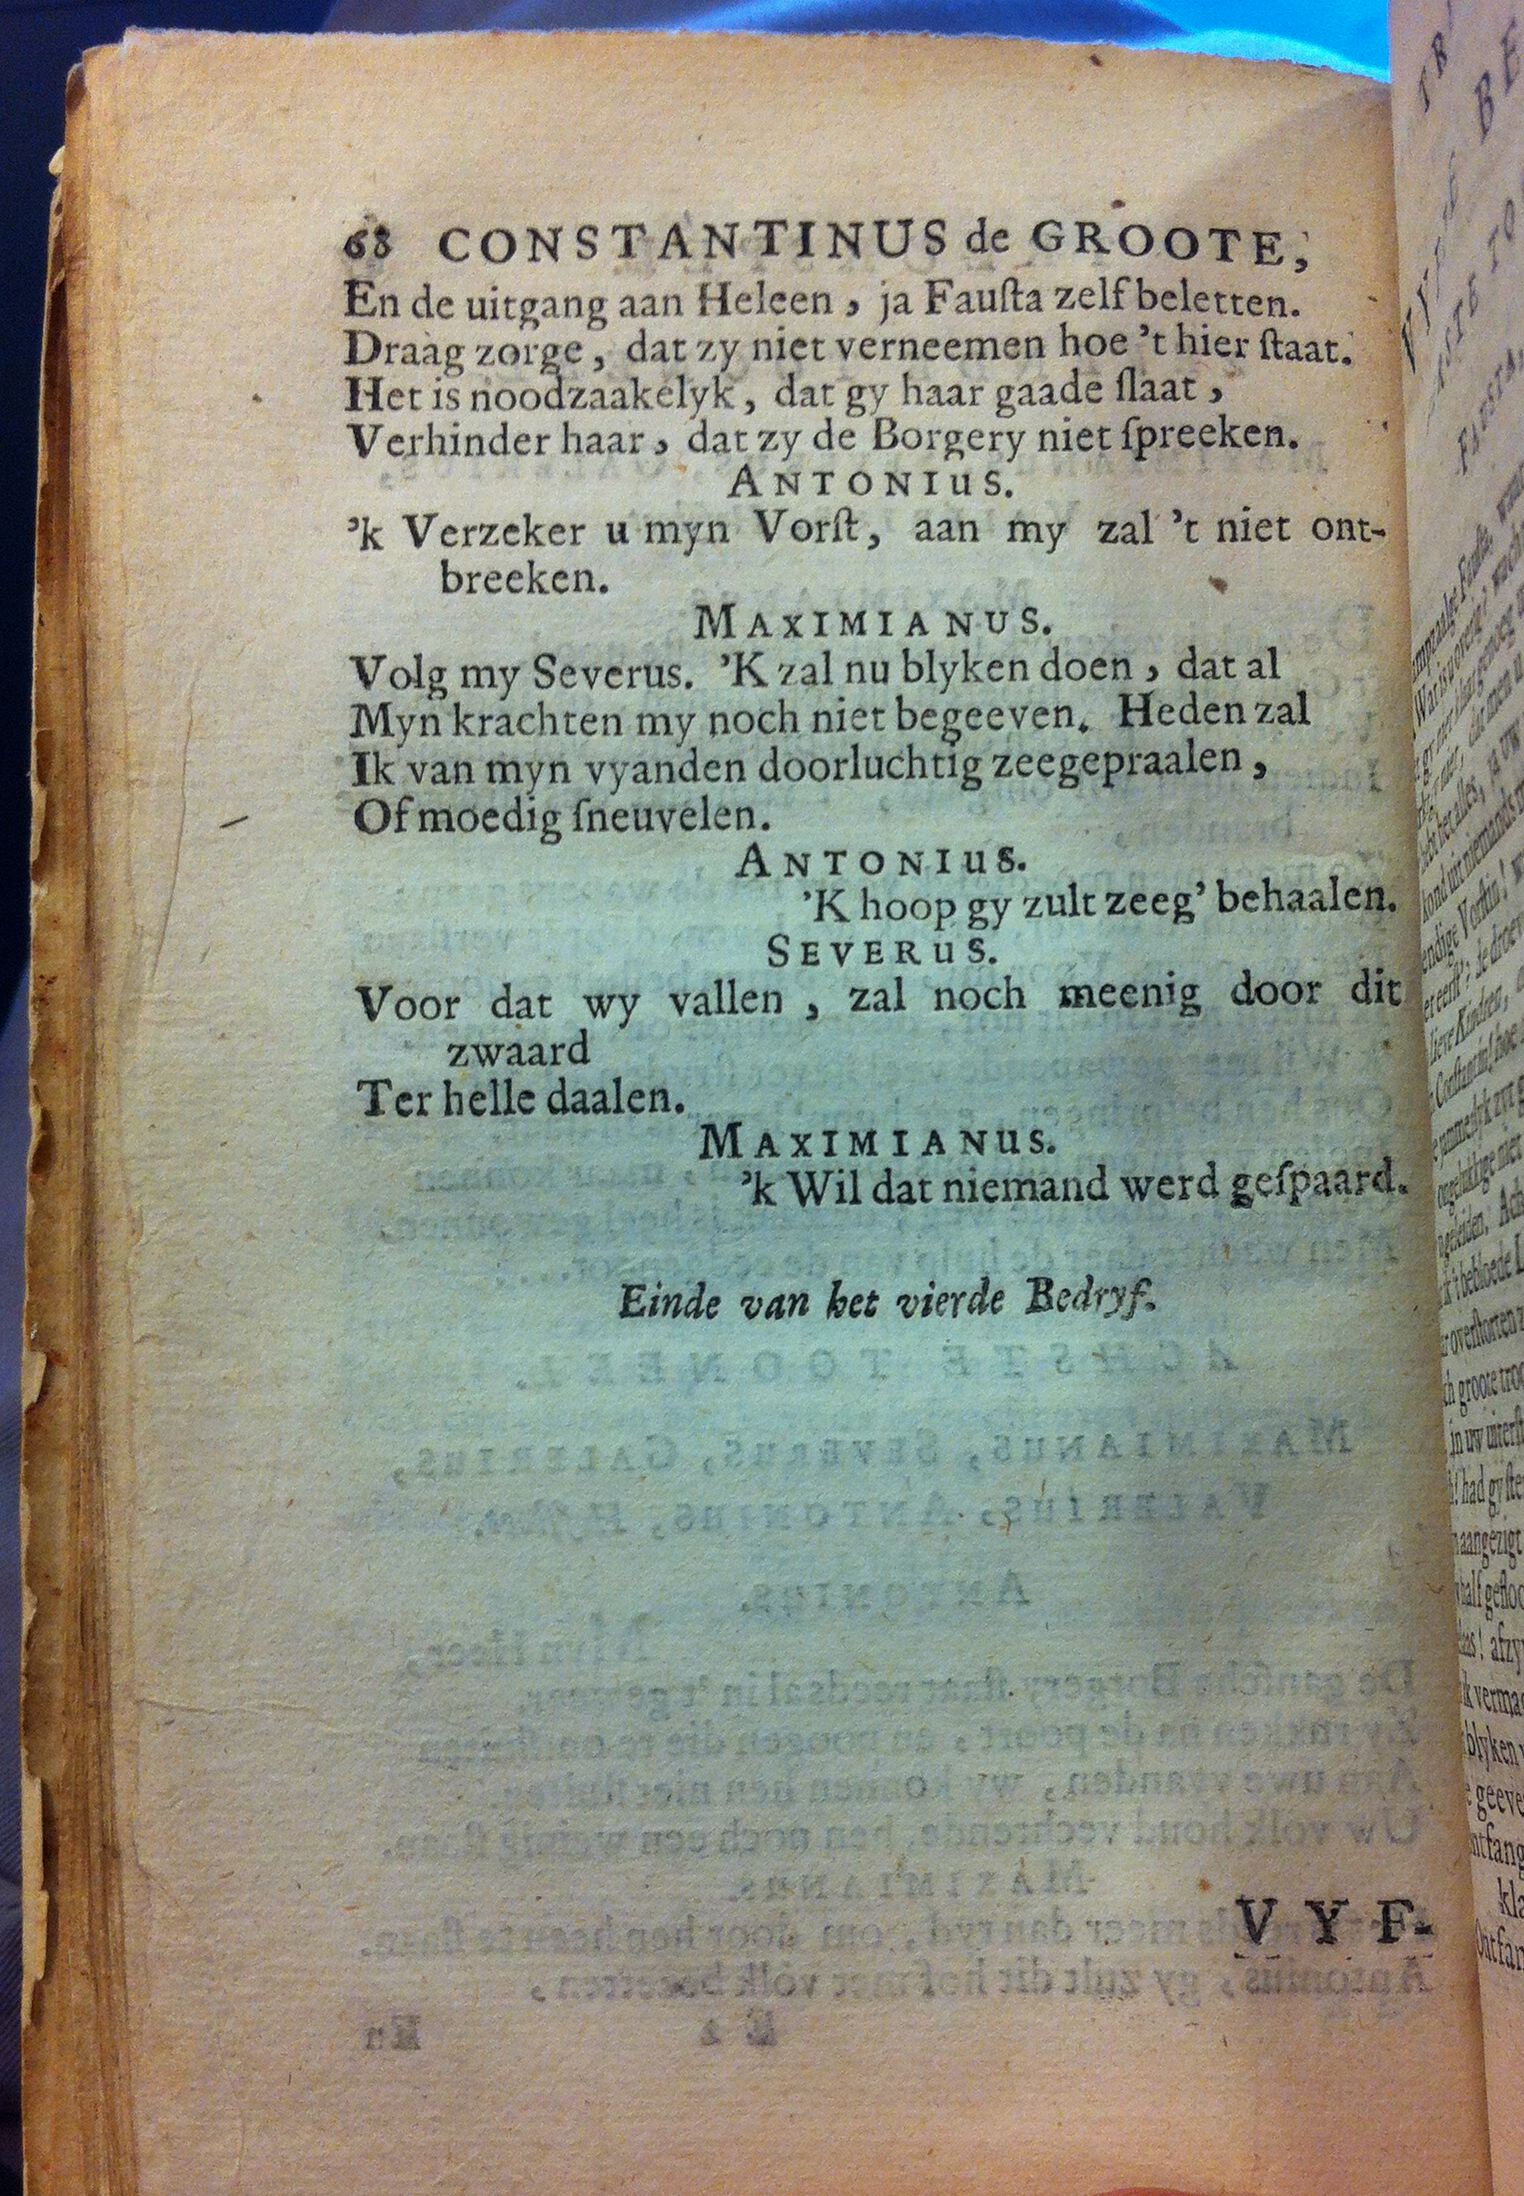 68 CONSTANTINUS de GROOTE,
En de uitgang aan Heleen, ja Fauſta zelf beletten.
Draag zorge, dat zy niet verneemen hoe 't hier ſtaat.
Het is noodzaakelyk, dat gy haar gaade ſlaat,
Verhinder haar, dat zy de Borgery niet ſpreeken.
ANTONIUS.
'k Verzeker u myn Vorſt, aan my zal 't niet ont-
breeken.
MAXIMIANUS.
Volg my Severus. 'K zal nu blyken doen, dat al
Myn krachten my noch niet begeeven. Heden zal
Ik van myn vyanden doorluchtig zeegepraalen,
Of moedig ſneuvelen.
ANTONIUS.
'K hoop gy zult zeeg' behaalen.
SEVERUS.
Voor dat wy vallen, zal noch meenig door dit
zwaard
Ter helle daalen.
MAXIMIANUS.
'k Wil dat niemand werd geſpaard.
Einde van het vierde Bedryf.
VYF-